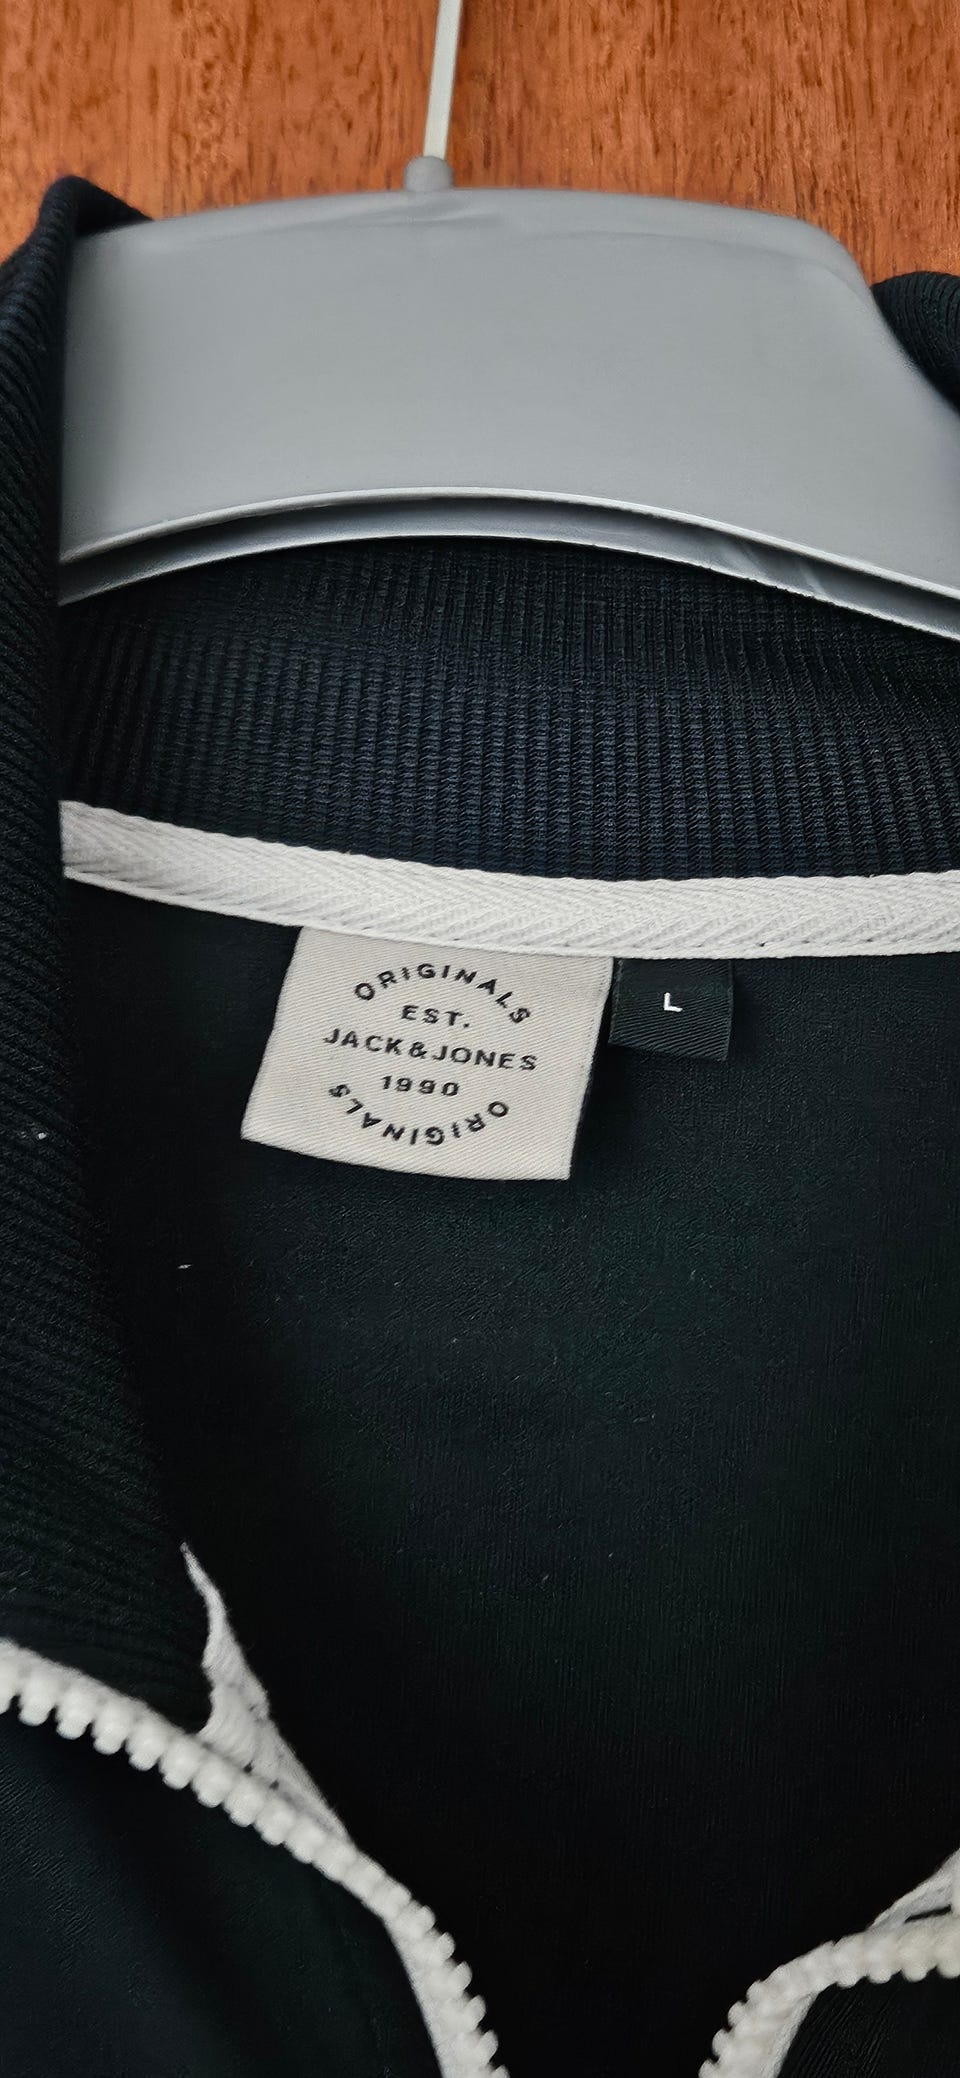 ORIGINALS
EST.
JACK&JONES
1990
ORIGINALS
L